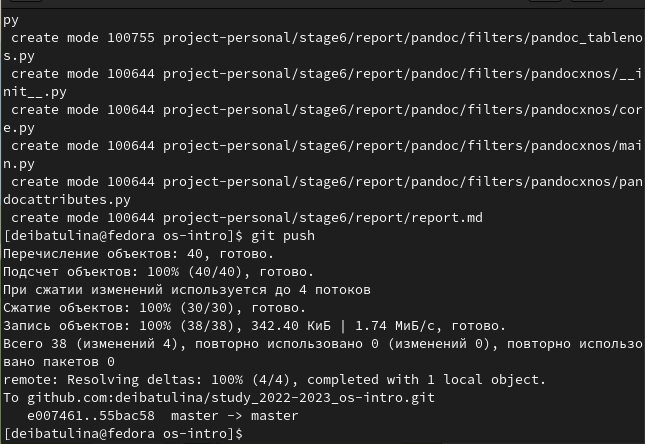 py
 create mode 100755 project-personal/stage6/report/pandoc/filters/pandoc_tableno
s.py
 create mode 100644 project-personal/stage6/report/pandoc/filters/pandocxnos/__i
nit__.py
 create mode 100644 project-personal/stage6/report/pandoc/filters/pandocxnos/cor
e.py
 create mode 100644 project-personal/stage6/report/pandoc/filters/pandocxnos/mai
n.py
 create mode 100644 project-personal/stage6/report/pandoc/filters/pandocxnos/pan
docattributes.py
 create mode 100644 project-personal/stage6/report/report.md
[deibatulina@fedora os-intro]$ git push
Перечисление объектов: 40, готово.
Подсчет объектов: 100% (40/40), готово.
При сжатии изменений используется до 4 потоков
Сжатие объектов: 100% (30/30), готово.
Запись объектов: 100% (38/38), 342.40 КиБ | 1.74 МиБ/с, готово.
Всего 38 (изменений 4), повторно использовано 0 (изменений 0), повторно использо
вано пакетов 0
remote: Resolving deltas: 100% (4/4), completed with 1 local object.
To github.com:deibatulina/study_2022-2023_os-intro.git
   e007461..55bac58  master -> master
[deibatulina@fedora os-intro]$